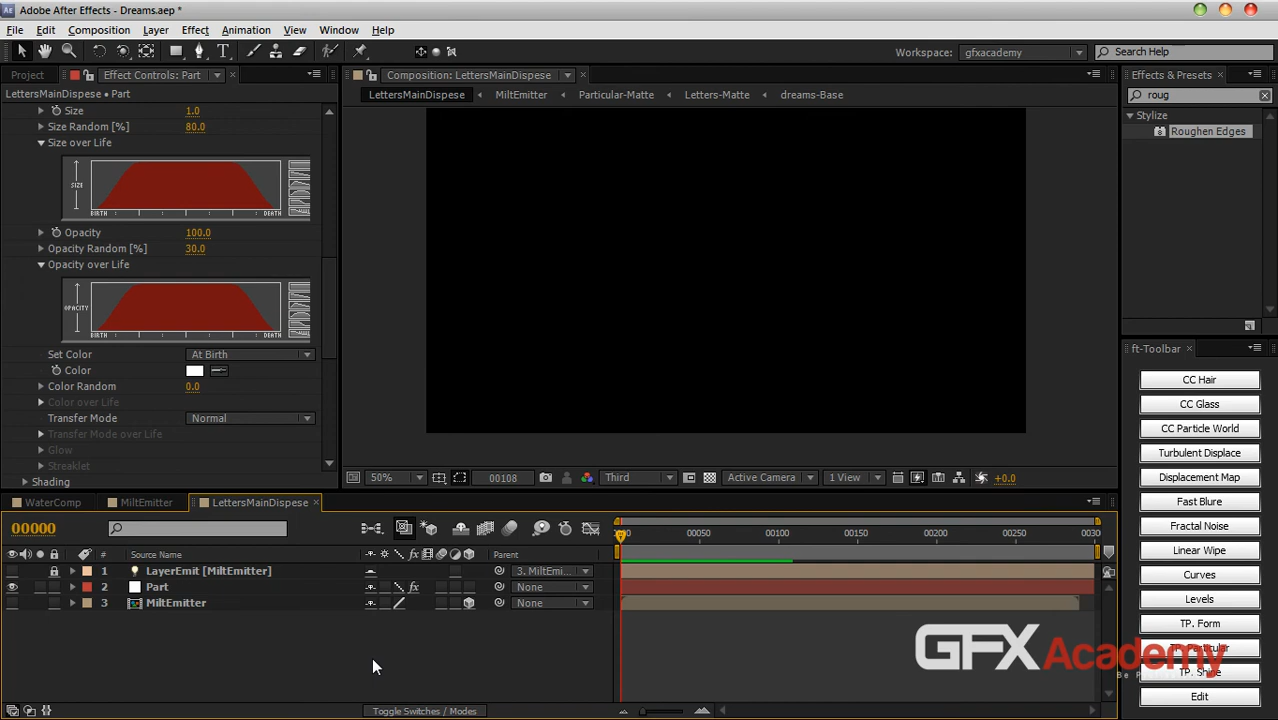 Adobe After Effects - Dreams.aep *
File Edit Composition Layer Effect Animation View Window Help
Workspace: gfxacademy Search Help
Project Effect Controls: Part Composition: LettersMainDispese Effects & Presets
LettersMainDispese • Part LettersMainDispese MiltEmitter Particular-Matte Letters-Matte dreams-Base roug
Size 1.0
Stylize
Size Random [%] 80.0
Roughen Edges
Size over Life
SIZE
BIRTH DEATH
Opacity 100.0
Opacity Random [%] 30.0
Opacity over Life
OPACITY
BIRTH DEATH
Set Color At Birth
Color
Color Random 0.0
Color over Life
Transfer Mode Normal
Transfer Mode over Life
Glow
Streaklet
Shading
50% 00108 Third Active Camera 1 View +0.0
ft-Toolbar
CC Hair
CC Glass
CC Particle World
Turbulent Displace
Displacement Map
Fast Blure
Fractal Noise
Linear Wipe
Curves
Levels
TP. Form
TP. Particular
TP. Shine
Edit
WaterComp MiltEmitter LettersMainDispese
00000
00050 00100 00150 00200 00250
# Source Name Parent
1 LayerEmit [MiltEmitter] 3. MiltEmi...
2 Part None
3 MiltEmitter None
GFXAcademy
Toggle Switches / Modes